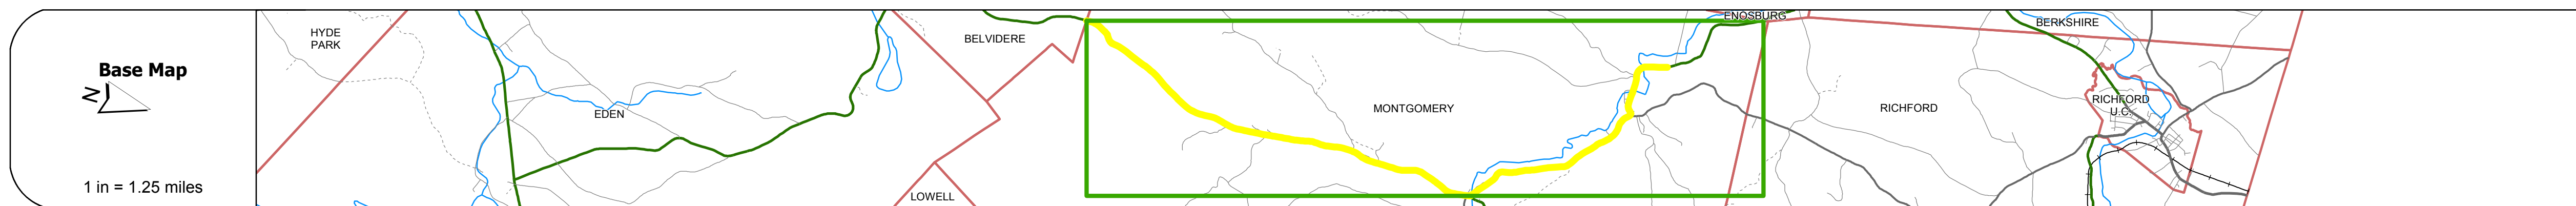 Base Map
N
1 in = 1.25 miles
HYDE
PARK
EDEN
BELVIDERE
LOWELL
MONTGOMERY
ENOSBURG
RICHFORD
BERKSHIRE
RICHFORD
U.C.